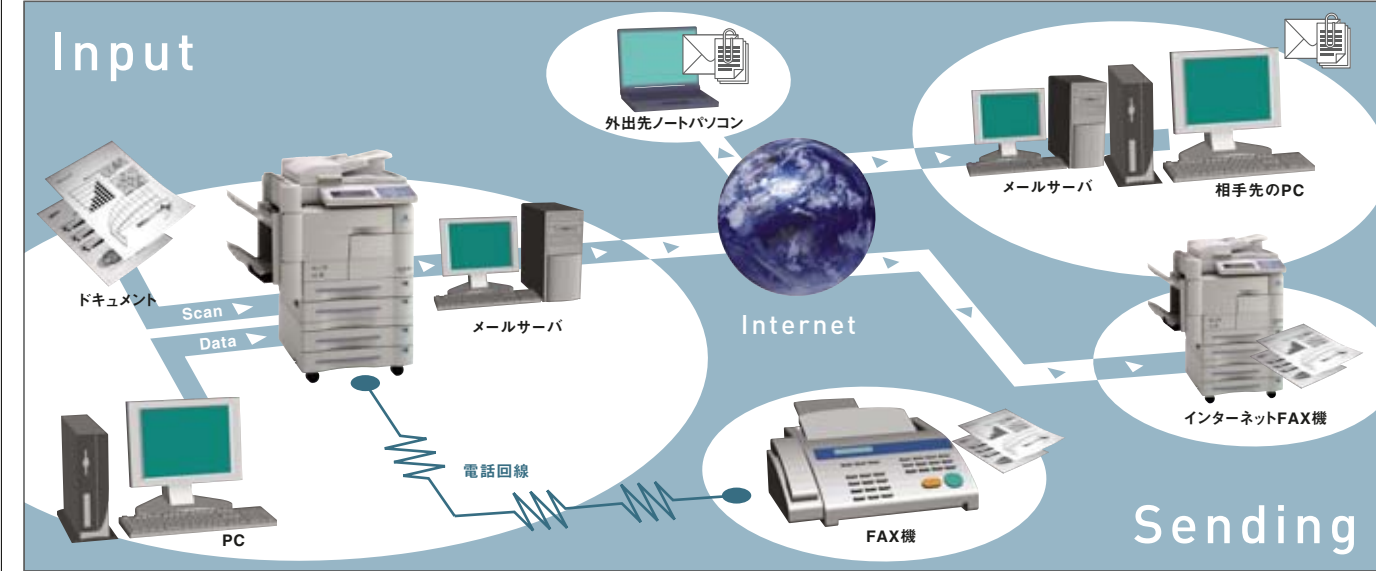 Input
外出先ノートパソコン
メールサーバ
相手先のPC
ドキュメント
Scan
Data
メールサーバ
Internet
インターネットFAX機
電話回線
PC
FAX機
Sending